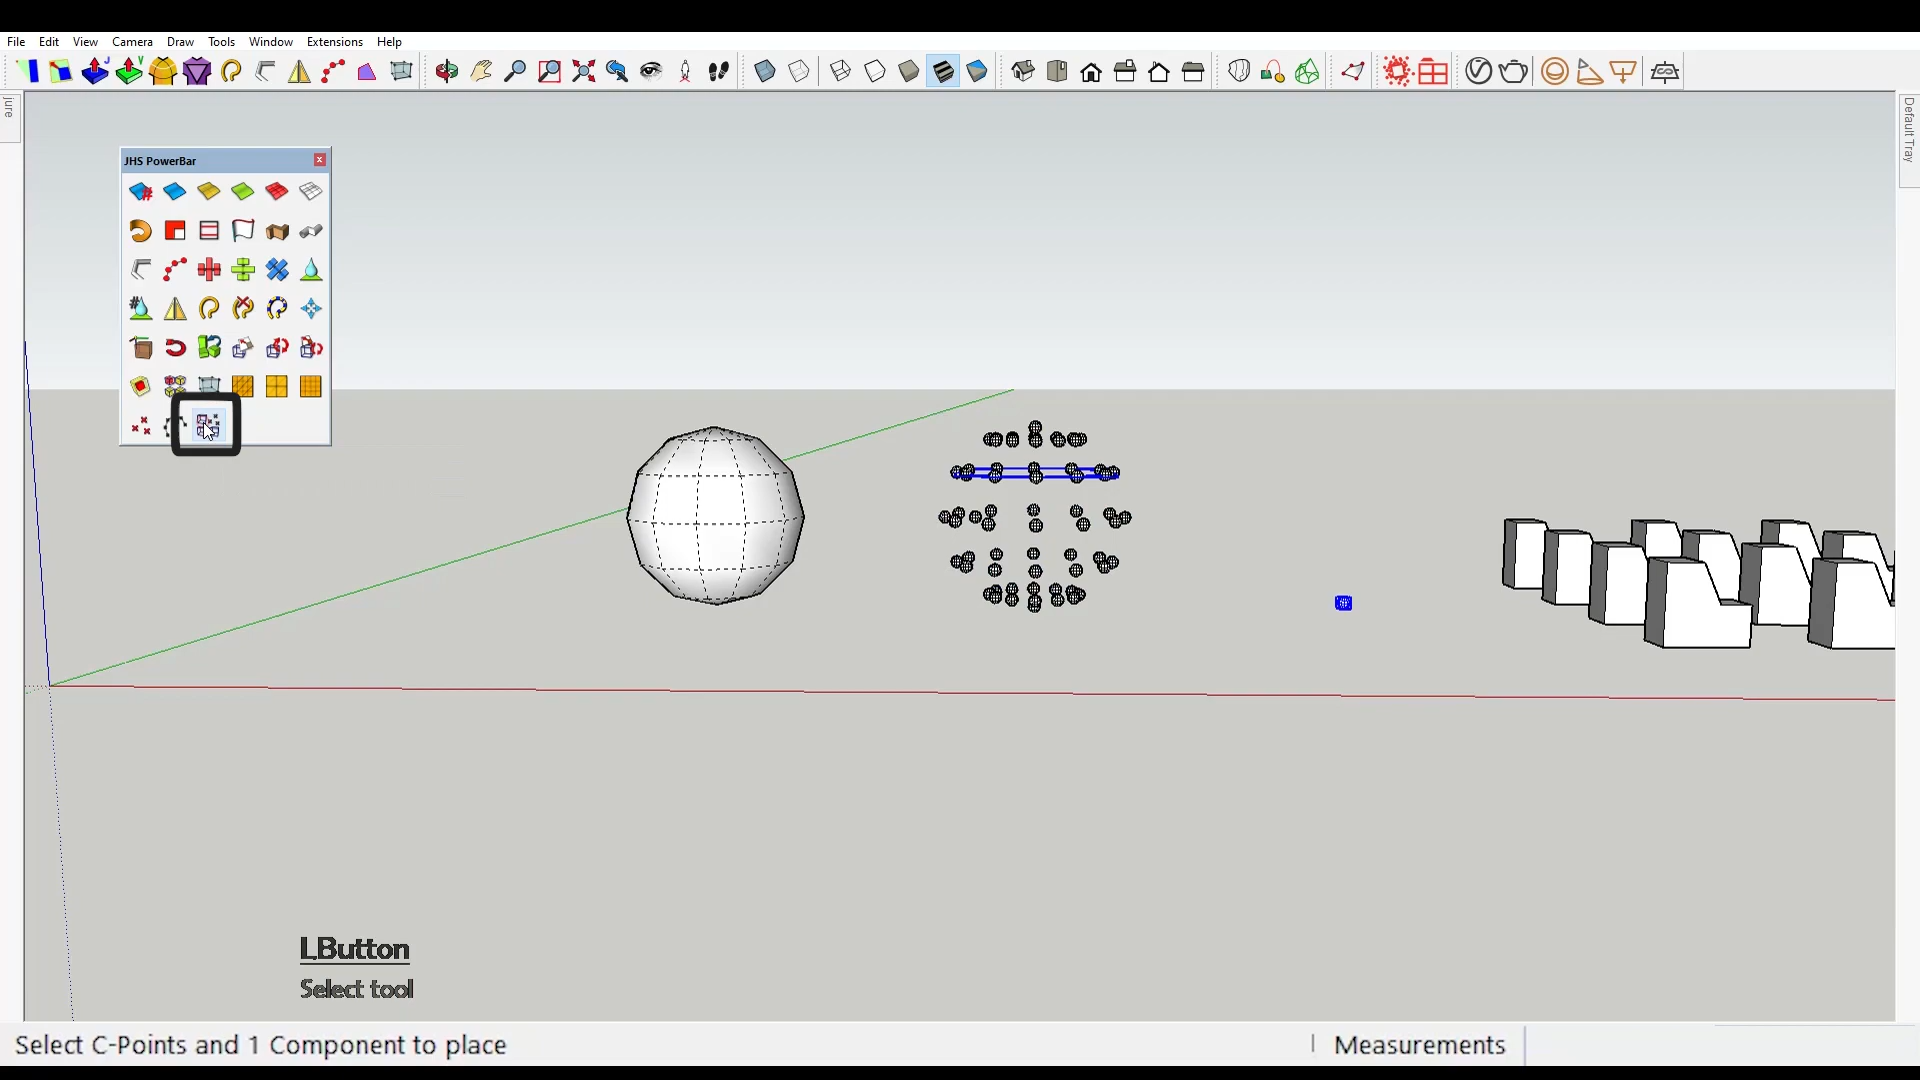 File Edit View Camera Draw Tools Window Extensions Help
jure
Default Tray
JHS PowerBar
LButton
Select tool
Select C-Points and 1 Component to place
Measurements